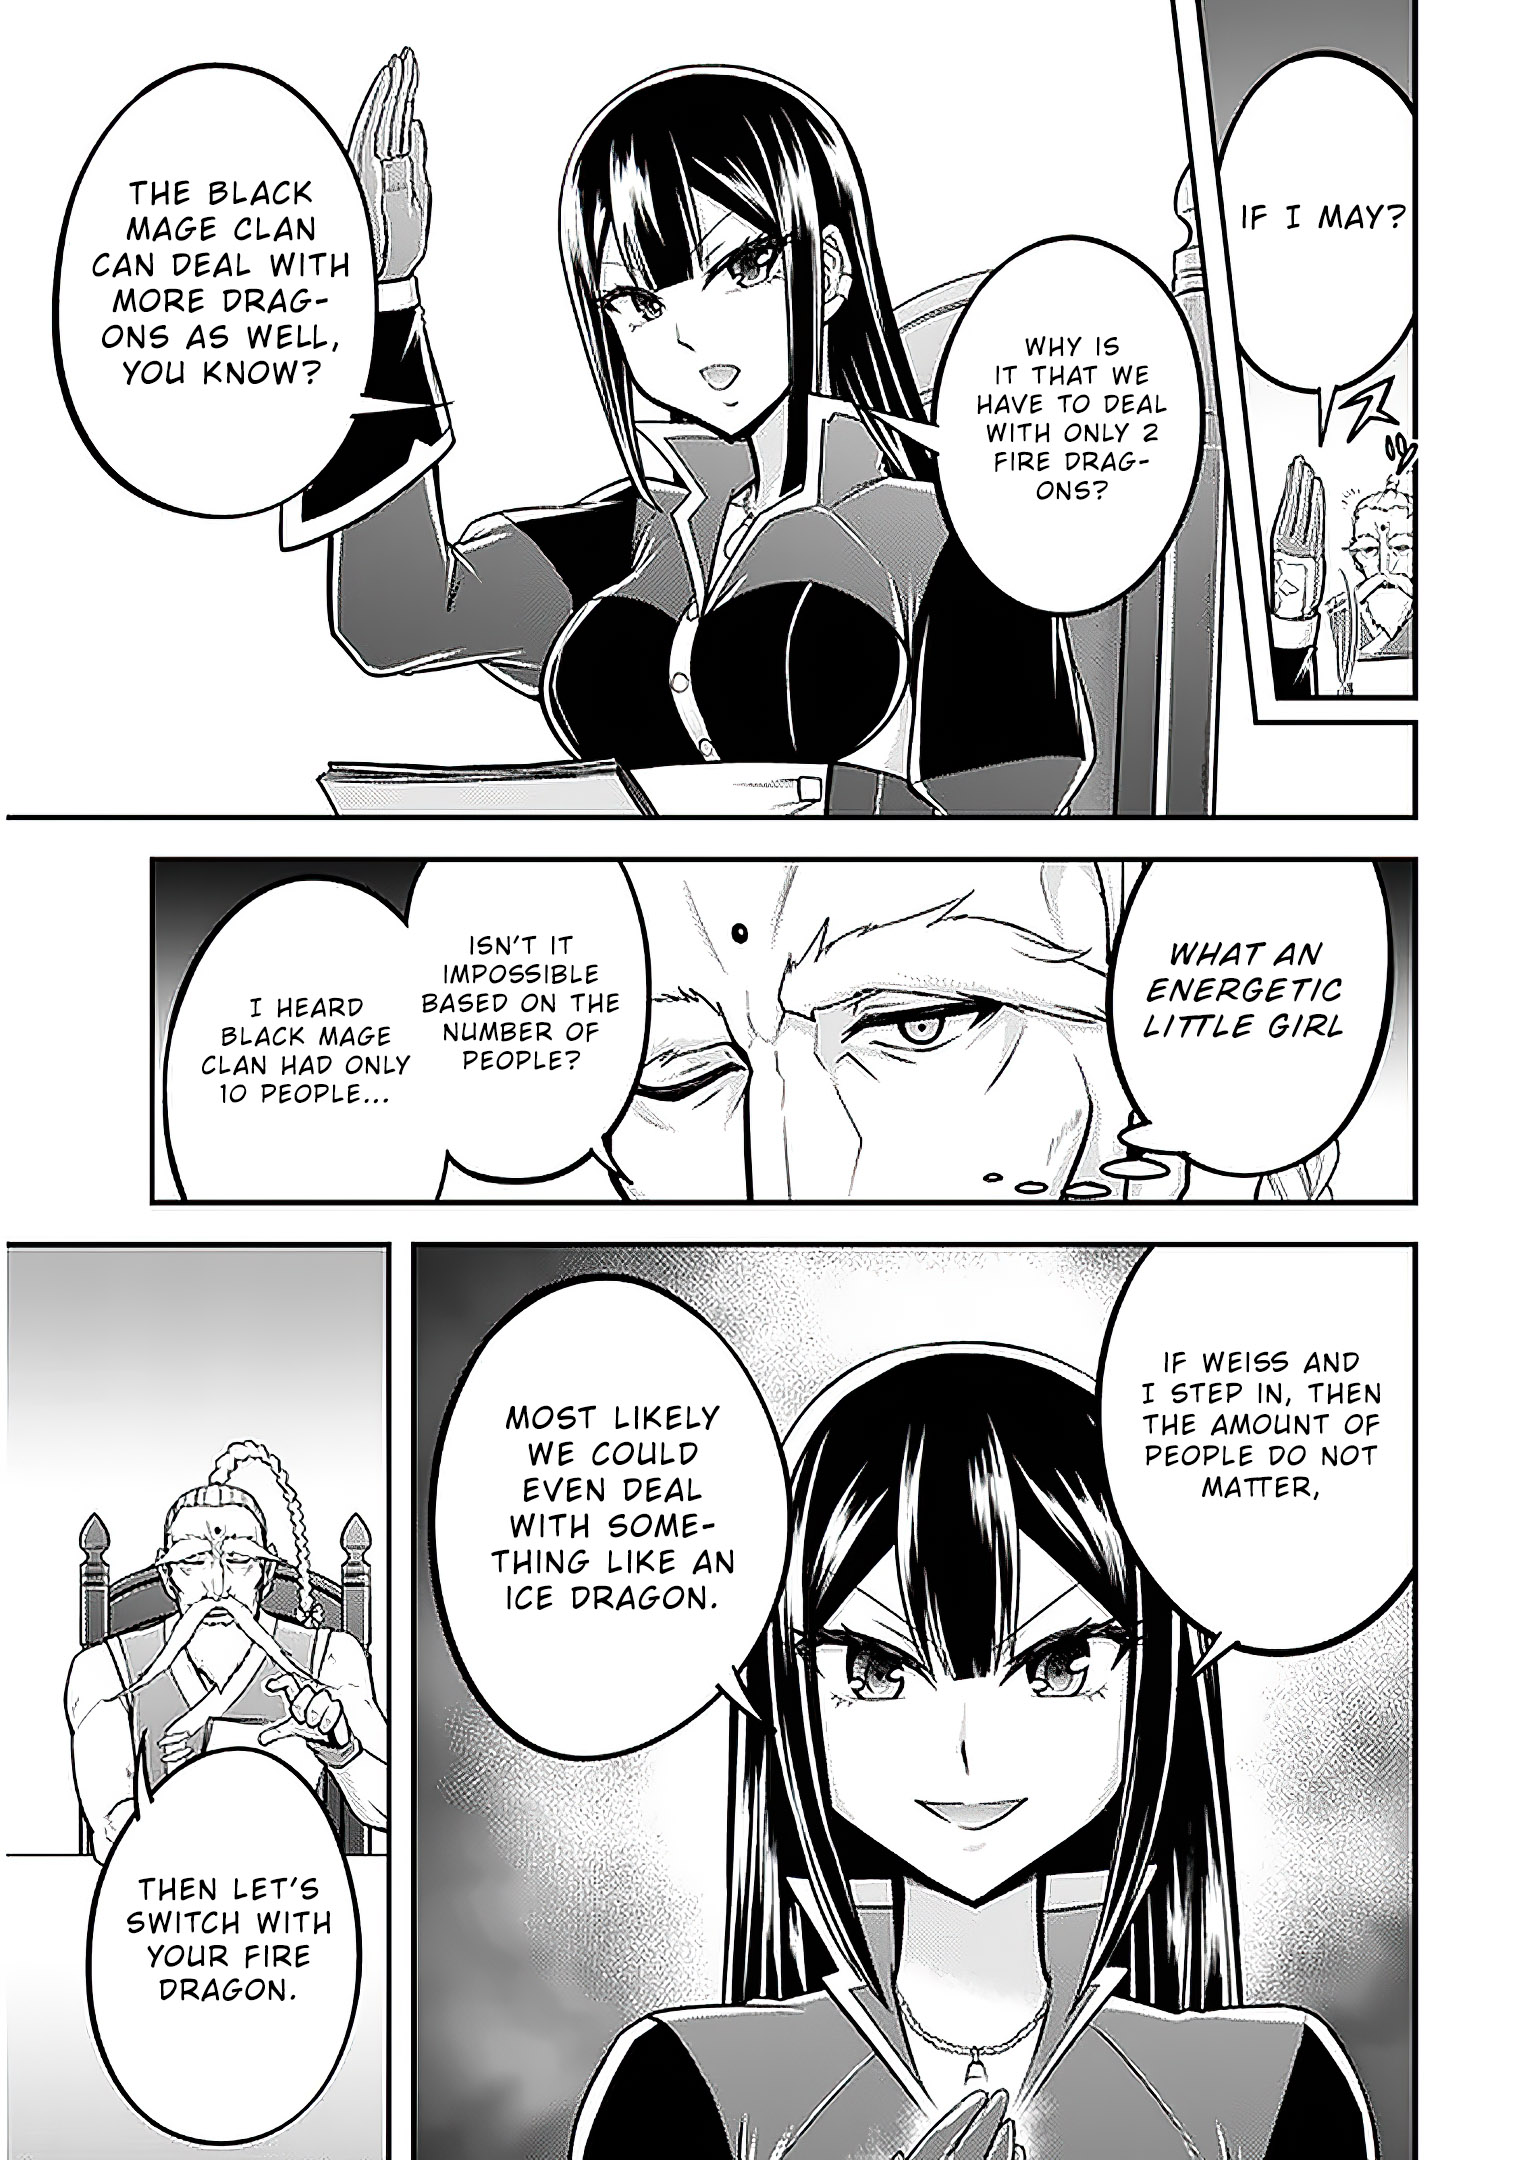 IF I MAY?
ス
WHY IS
IT THAT WE
HAVE TO DEAL
WITH ONLY 2
FIRE DRAG-
ONS?
THE BLACK
MAGE CLAN
CAN DEAL WITH
MORE DRAG-
ONS AS WELL,
YOU KNOW?
WHAT AN
ENERGETIC
LITTLE GIRL
ISN'T IT
IMPOSSIBLE
BASED ON THE
NUMBER OF
PEOPLE?
I HEARD
BLACK MAGE
CLAN HAD ONLY
10 PEOPLE...
IF WEISS AND
I STEP IN, THEN
THE AMOUNT OF
PEOPLE DO NOT
MATTER,
MOST LIKELY
WE COULD
EVEN DEAL
WITH SOME-
THING LIKE AN
ICE DRAGON.
THEN LET'S
SWITCH WITH
YOUR FIRE
DRAGON.